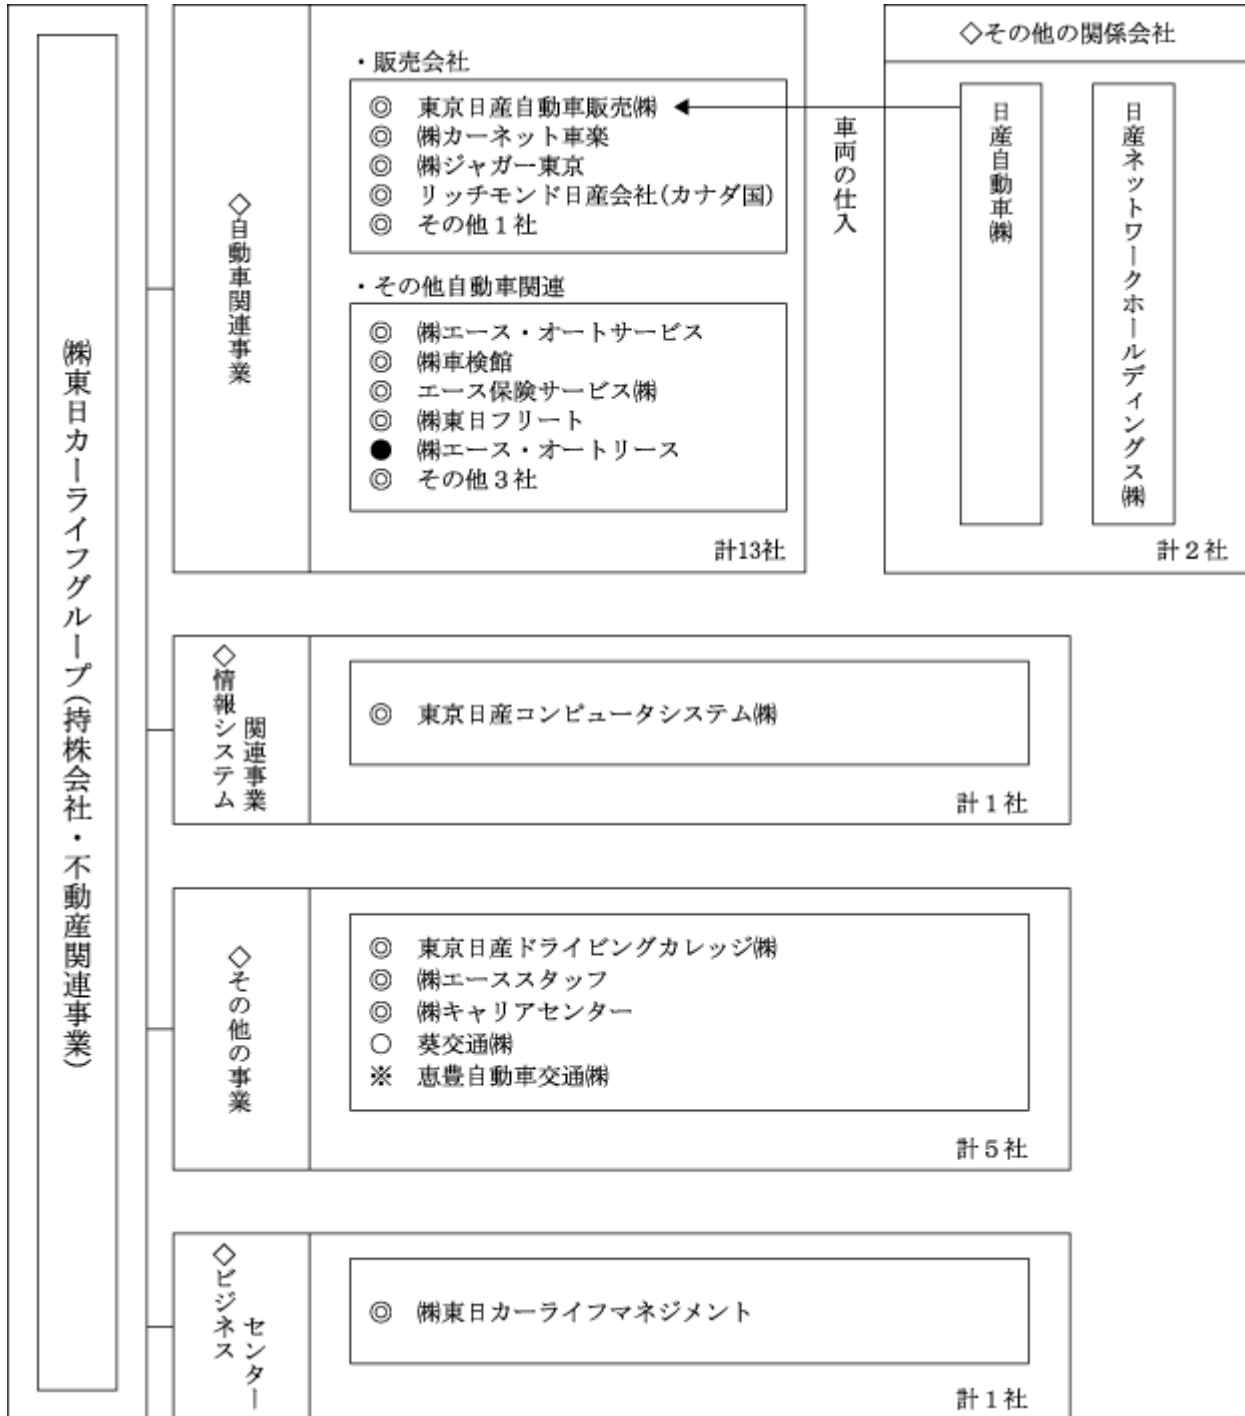 ㈱東日カーライフグループ(持株会社・不動産関連事業)
◇自動車関連事業
・販売会社
◎ 東京日産自動車販売㈱
◎ ㈱カーネット車楽
◎ ㈱ジャガー東京
◎ リッチモンド日産会社(カナダ国)
◎ その他1社
・その他自動車関連
◎ ㈱エース・オートサービス
◎ ㈱車検館
◎ エース保険サービス㈱
◎ ㈱東日フリート
● ㈱エース・オートリース
◎ その他3社
計13社
車両の仕入
◇その他の関係会社
日産自動車㈱
日産ネットワークホールディングス㈱
計2社
◇情報システム
関連事業
◎ 東京日産コンピュータシステム㈱
計1社
◇その他の事業
◎ 東京日産ドライビングカレッジ㈱
◎ ㈱エーススタッフ
◎ ㈱キャリアセンター
○ 葵交通㈱
※ 恵豊自動車交通㈱
計5社
◇ビジネス
センター
◎ ㈱東日カーライフマネジメント
計1社